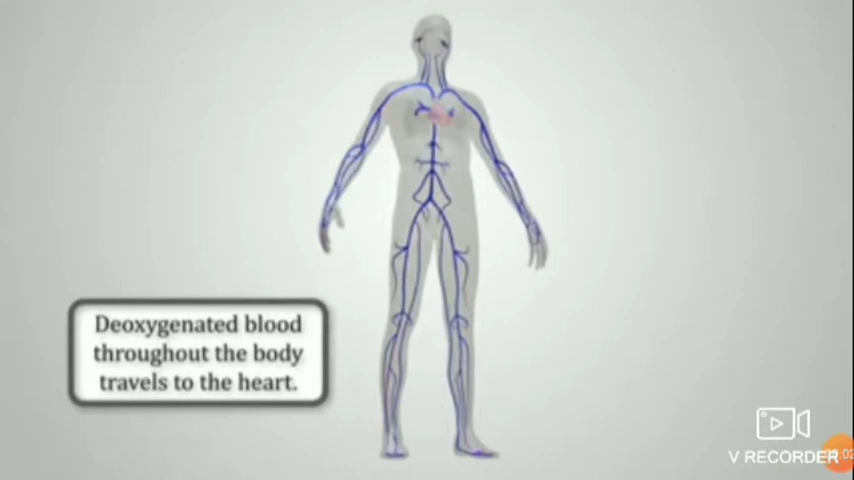 Deoxygenated blood
throughout the body
travels to the heart.
V RECORDER